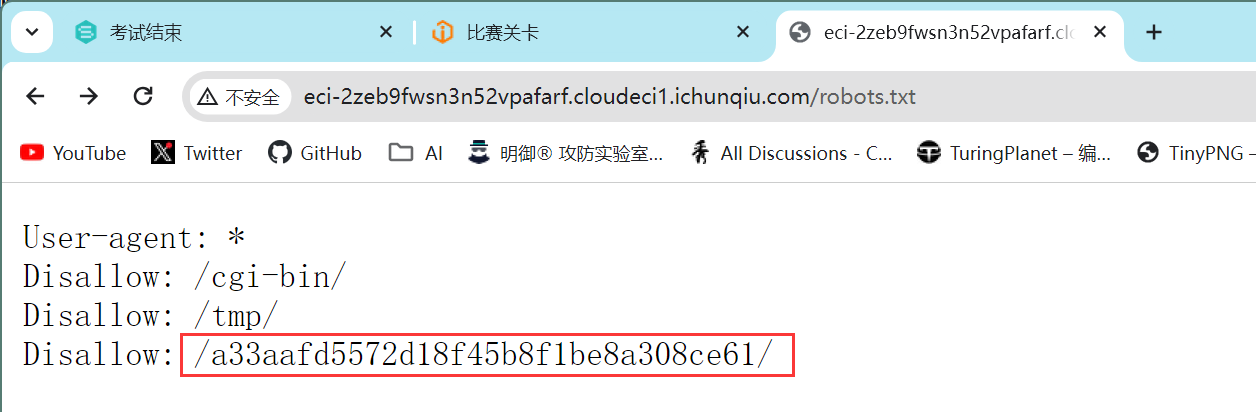 考试结束
比赛关卡
eci-2zeb9fwsn3n52vpafarf.clo
不安全 eci-2zeb9fwsn3n52vpafarf.cloudeci1.ichunqiu.com/robots.txt
YouTube Twitter GitHub AI 明御® 攻防实验室... All Discussions - C... TuringPlanet – 编... TinyPNG –
User-agent: *
Disallow: /cgi-bin/
Disallow: /tmp/
Disallow: /a33aafd5572d18f45b8f1be8a308ce61/